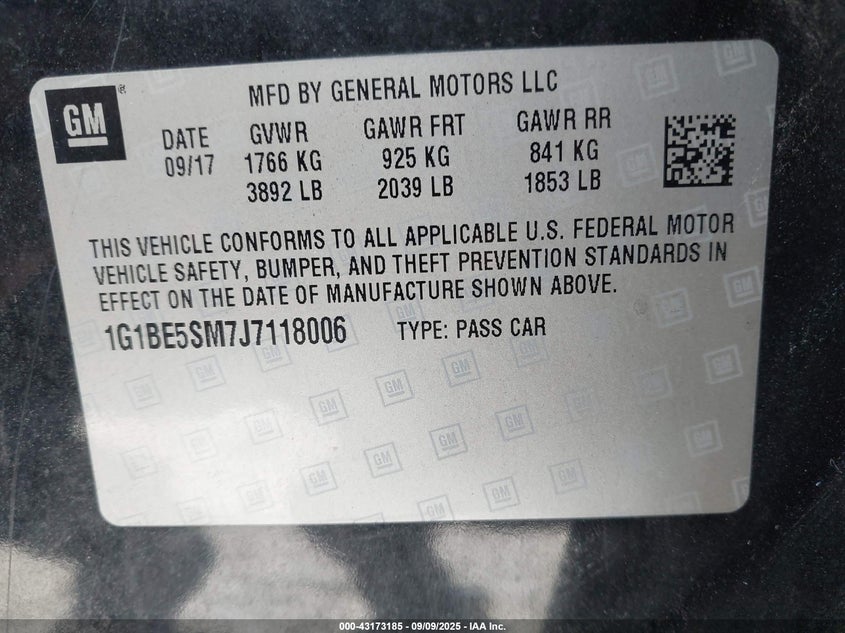 GM
®
MFD BY GENERAL MOTORS LLC
DATE GVWR GAWR FRT GAWR RR
09/17 1766 KG 925 KG 841 KG
3892 LB 2039 LB 1853 LB
THIS VEHICLE CONFORMS TO ALL APPLICABLE U.S. FEDERAL MOTOR
VEHICLE SAFETY, BUMPER, AND THEFT PREVENTION STANDARDS IN
EFFECT ON THE DATE OF MANUFACTURE SHOWN ABOVE.
1G1BE5SM7J7118006 TYPE: PASS CAR
000-43173185 - 09/09/2025 - IAA Inc.